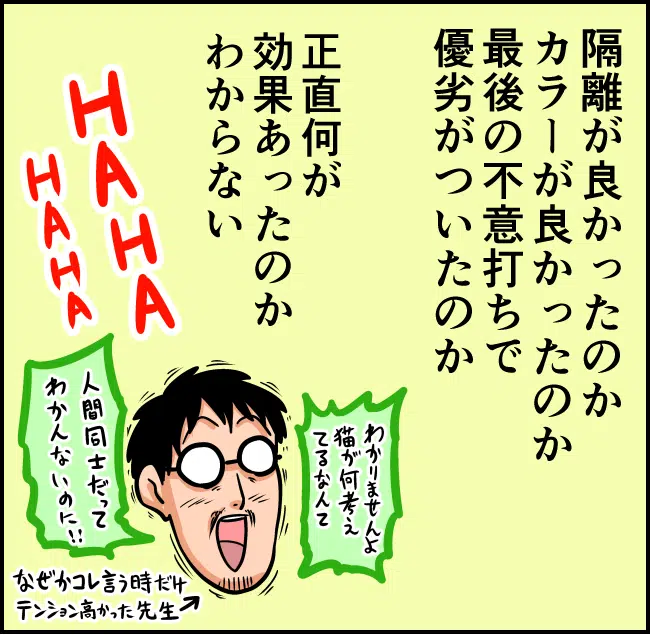 隔離が良かったのか
カラーが良かったのか
最後の不意打ちで
優劣がついたのか
正直何が
効果あったのか
わからない
HAHA
HAHA
わかりませんよ
猫が何考え
てるなんて
人間同士だって
わかんないのに!!
なぜかコレ言う時だけ
テンション高かった先生